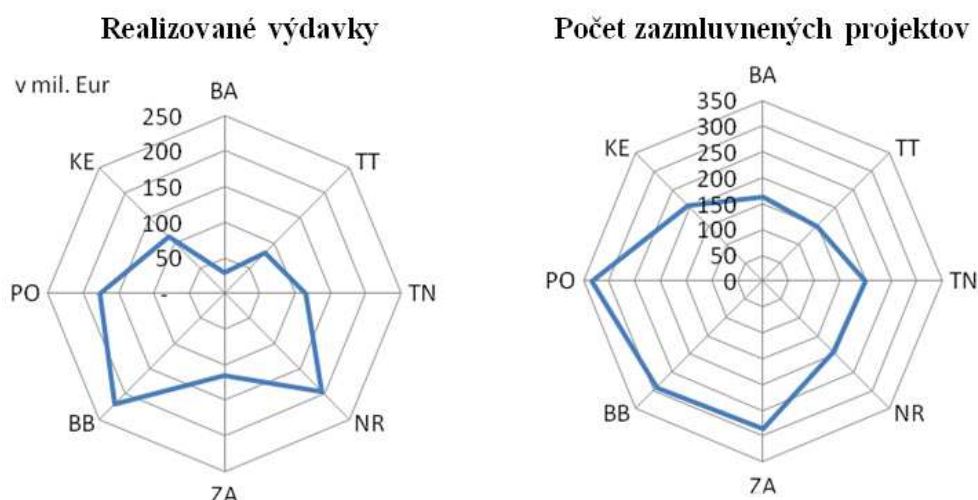 Realizované výdavky
v mil. Eur
BA
250
200
150
100
50
-
KE
TT
PO
TN
BB
NR
ZA
Počet zazmluvnených projektov
BA
350
300
250
200
150
100
50
0
KE
TT
PO
TN
BB
NR
ZA